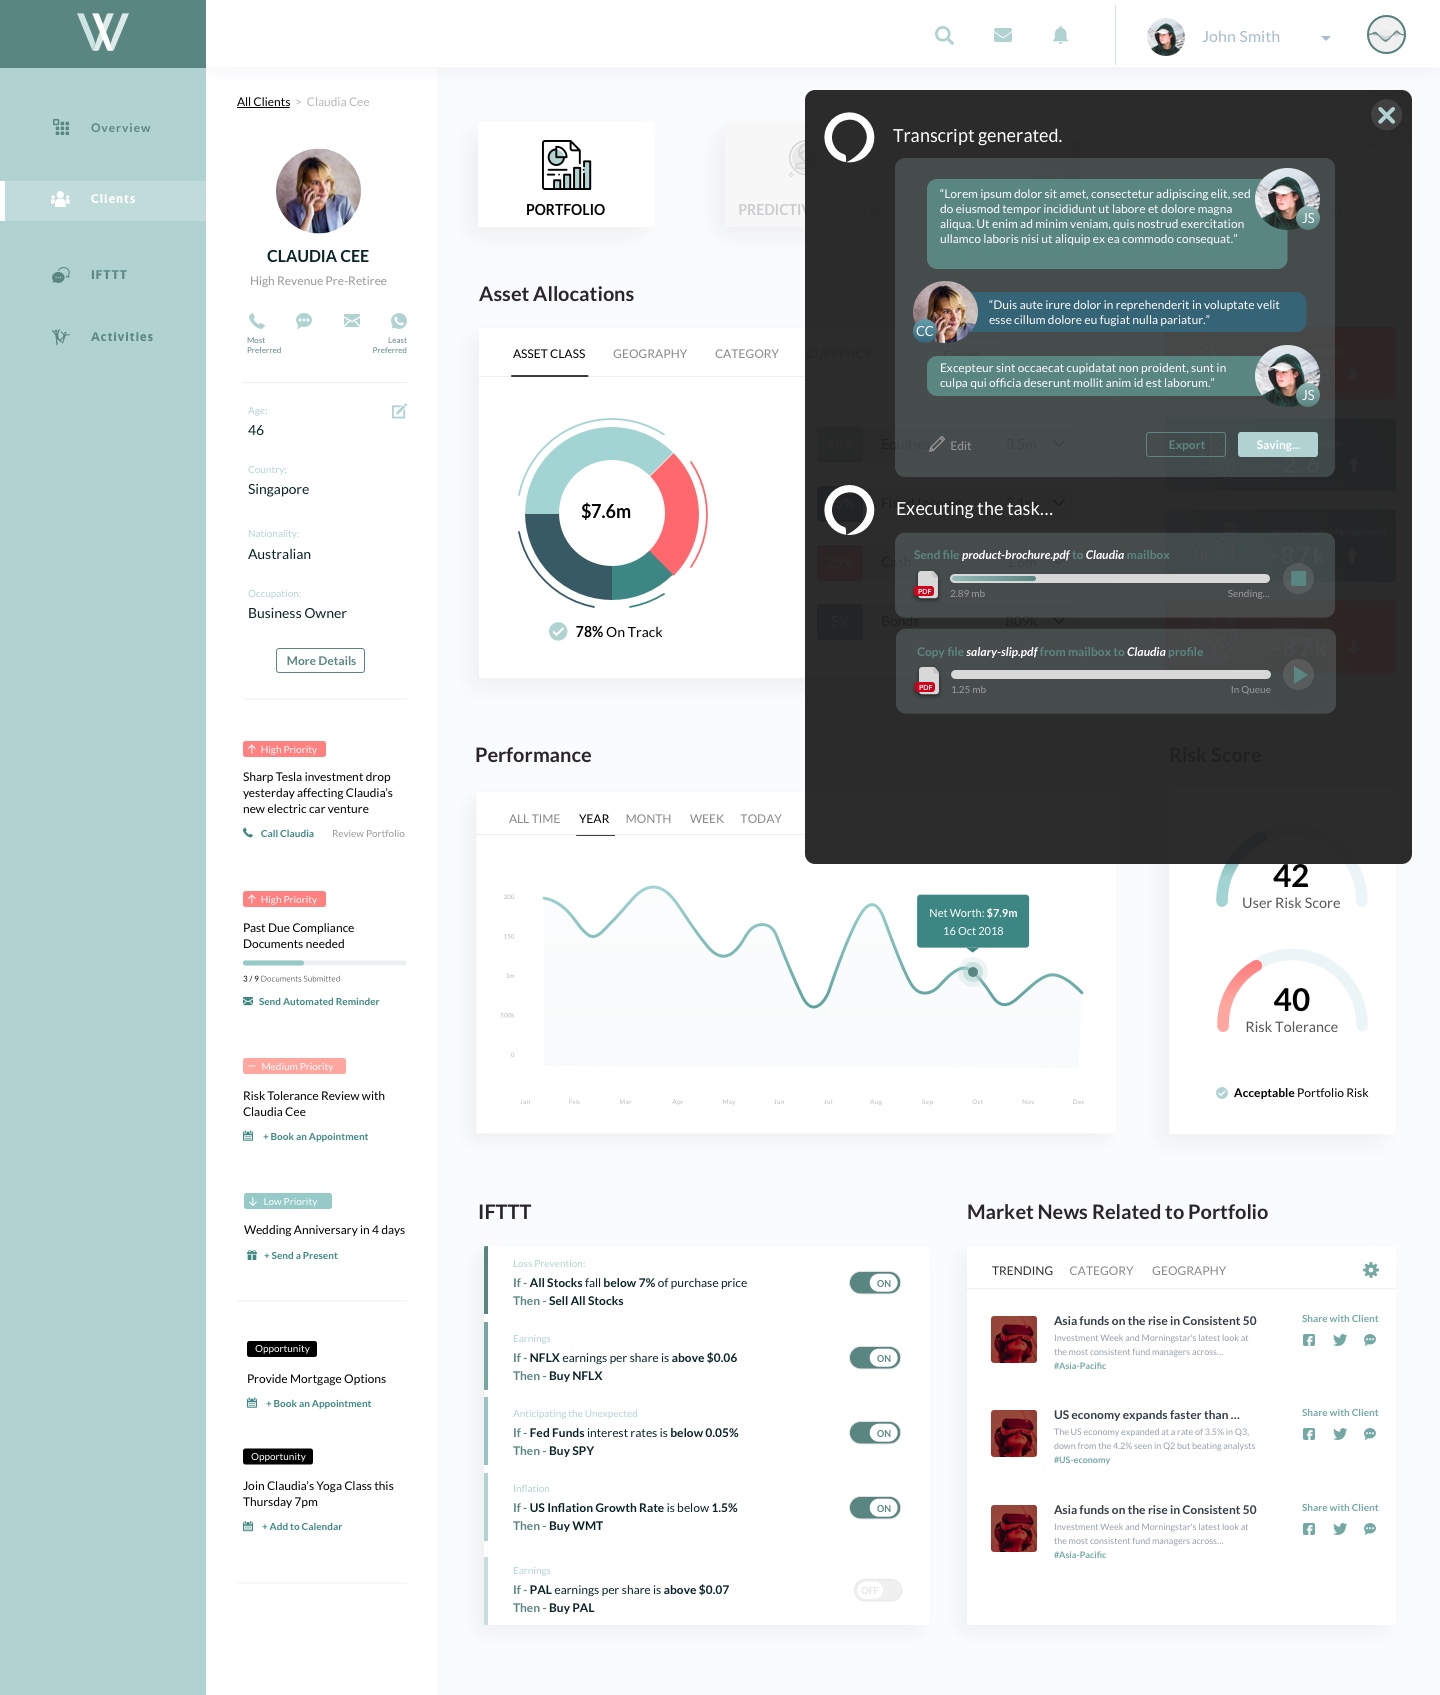 W
John Smith
Overview
Clients
IFTTT
Activities
All Clients > Claudia Cee
CLAUDIA CEE
High Revenue Pre-Retiree
Most
Preferred
Least
Preferred
Age:
46
Country:
Singapore
Nationality:
Australian
Occupation:
Business Owner
More Details
High Priority
Sharp Tesla investment drop
yesterday affecting Claudia's
new electric car venture
Call Claudia
Review Portfolio
High Priority
Past Due Compliance
Documents needed
3 / 9 Documents Submitted
Send Automated Reminder
Medium Priority
Risk Tolerance Review with
Claudia Cee
+ Book an Appointment
Low Priority
Wedding Anniversary in 4 days
+ Send a Present
Opportunity
Provide Mortgage Options
+ Book an Appointment
Opportunity
Join Claudia's Yoga Class this
Thursday 7pm
+ Add to Calendar
PORTFOLIO
Asset Allocations
ASSET CLASS
GEOGRAPHY
CATEGORY
CURRENCY
$7.6m
78% On Track
Equities
3.5m
Bonds
5%
809k
-87k
-87k
Transcript generated.
“Lorem ipsum dolor sit amet, consectetur adipiscing elit, sed
do eiusmod tempor incididunt ut labore et dolore magna
aliqua. Ut enim ad minim veniam, quis nostrud exercitation
ullamco laboris nisi ut aliquip ex ea commodo consequat.”
JS
“Duis aute irure dolor in reprehenderit in voluptate velit
esse cillum dolore eu fugiat nulla pariatur.”
CC
Excepteur sint occaecat cupidatat non proident, sunt in
culpa qui officia deserunt mollit anim id est laborum.”
JS
Edit
Export
Saving...
Executing the task...
Send file product-brochure.pdf to Claudia mailbox
PDF
2.89 mb
Sending...
Copy file salary-slip.pdf from mailbox to Claudia profile
PDF
1.25 mb
In Queue
Performance
ALL TIME
YEAR
MONTH
WEEK
TODAY
200
150
1m
500k
0
Net Worth: $7.9m
16 Oct 2018
Jan
Feb
Mar
Apr
May
Jun
Jul
Aug
Sep
Oct
Nov
Dec
Risk Score
42
User Risk Score
40
Risk Tolerance
Acceptable Portfolio Risk
IFTTT
Loss Prevention:
If - All Stocks fall below 7% of purchase price
Then - Sell All Stocks
ON
Earnings
If - NFLX earnings per share is above $0.06
Then - Buy NFLX
ON
Anticipating the Unexpected
If - Fed Funds interest rates is below 0.05%
Then - Buy SPY
ON
Inflation
If - US Inflation Growth Rate is below 1.5%
Then - Buy WMT
ON
Earnings
If - PAL earnings per share is above $0.07
Then - Buy PAL
OFF
Market News Related to Portfolio
TRENDING
CATEGORY
GEOGRAPHY
Asia funds on the rise in Consistent 50
Investment Week and Morningstar's latest look at
the most consistent fund managers across...
#Asia-Pacific
Share with Client
US economy expands faster than ...
The US economy expanded at a rate of 3.5% in Q3,
down from the 4.2% seen in Q2 but beating analysts
#US-economy
Share with Client
Asia funds on the rise in Consistent 50
Investment Week and Morningstar's latest look at
the most consistent fund managers across...
#Asia-Pacific
Share with Client